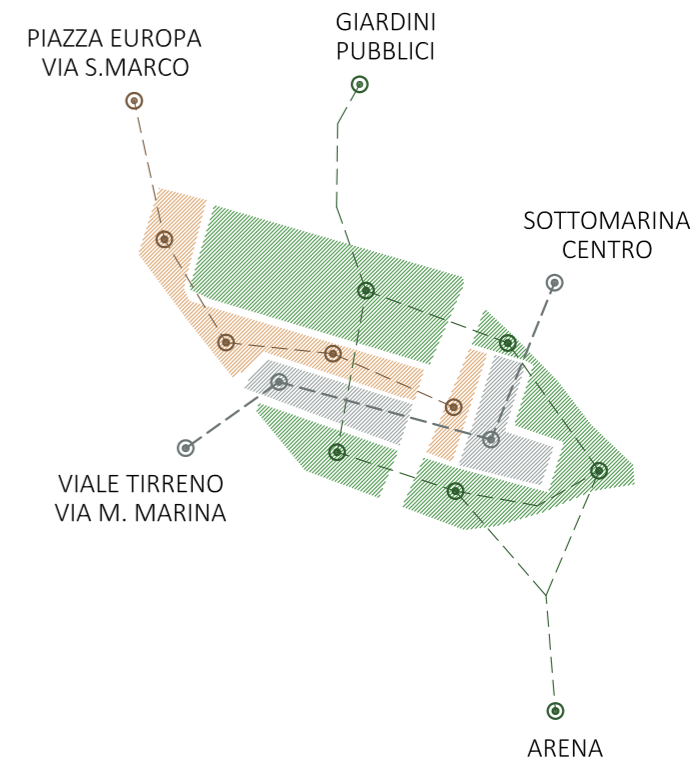 GIARDINI
PUBBLICI
PIAZZA EUROPA
VIA S.MARCO
SOTTOMARINA
CENTRO
VIALE TIRRENO
VIA M. MARINA
ARENA